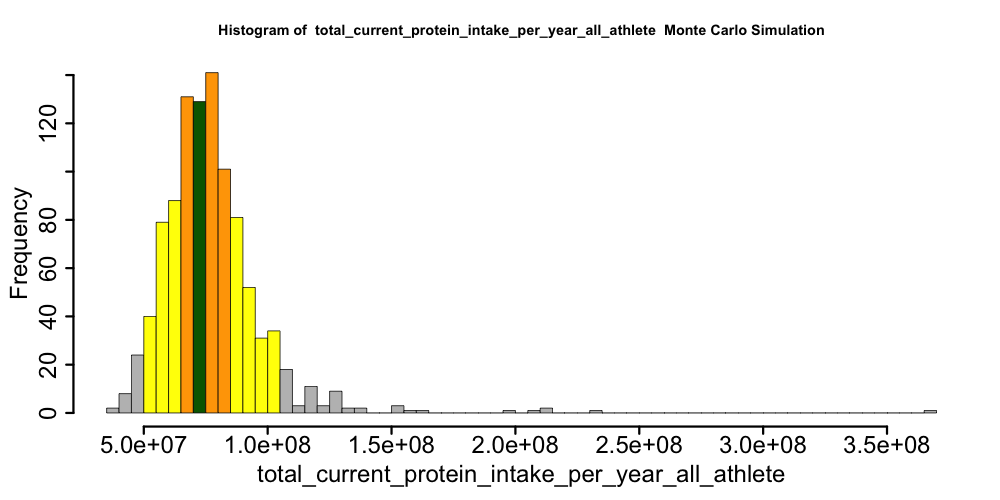 Histogram of  total_current_protein_intake_per_year_all_athlete  Monte Carlo Simulation
Frequency
120
80
60
40
20
0
5.0e+07 1.0e+08 1.5e+08 2.0e+08 2.5e+08 3.0e+08 3.5e+08
total_current_protein_intake_per_year_all_athlete